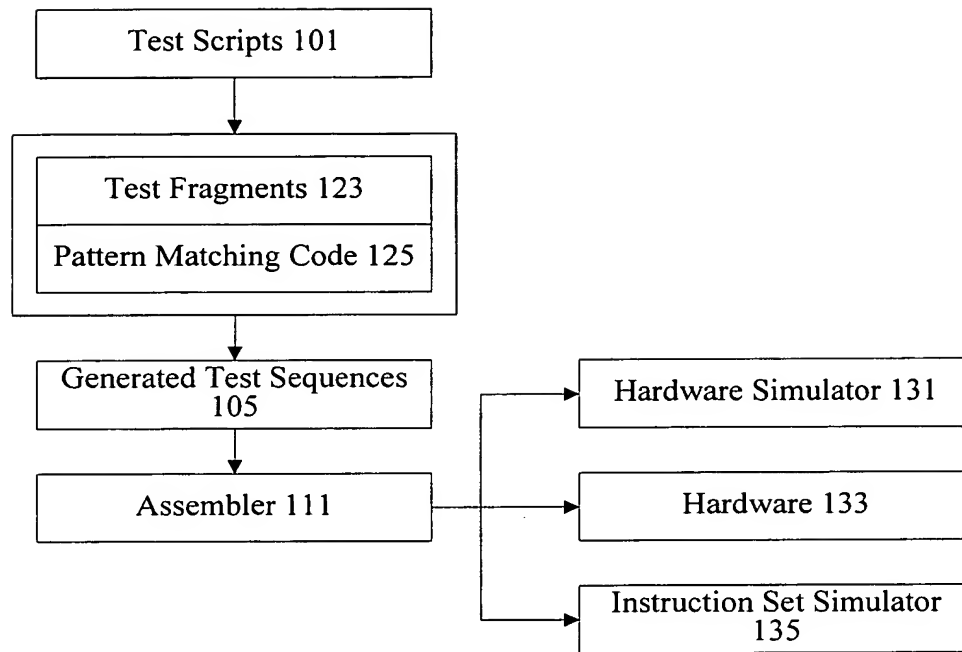 Test Scripts 101
Test Fragments 123
Pattern Matching Code 125
Generated Test Sequences
105
Assembler 111
Hardware Simulator 131
Hardware 133
Instruction Set Simulator
135